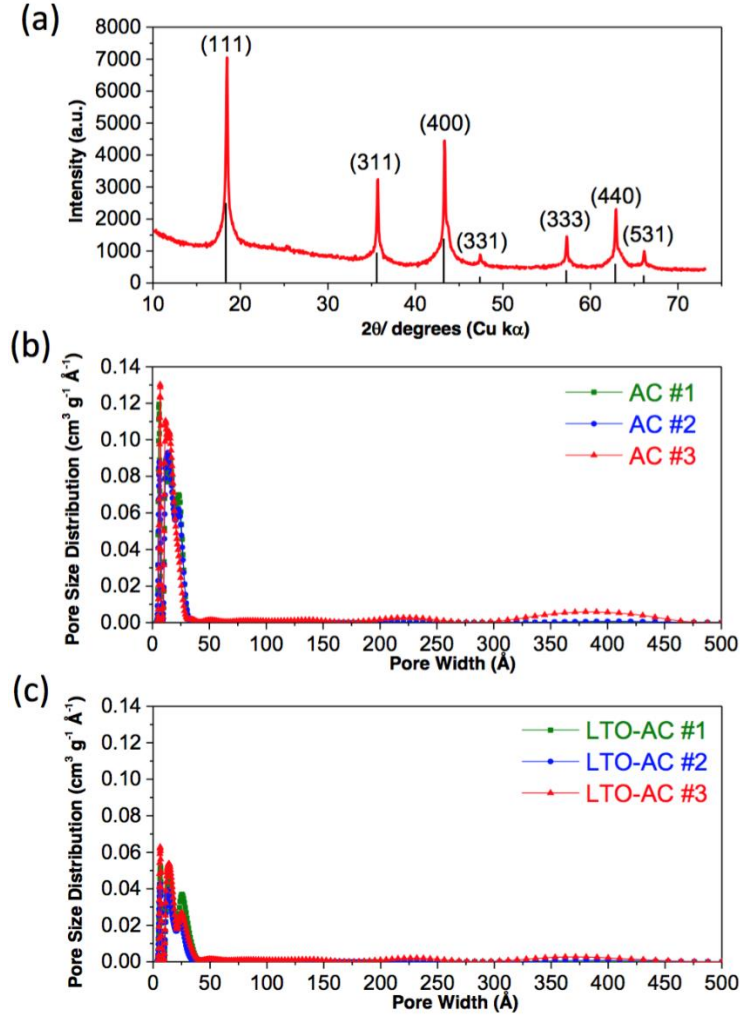 (a)
8000
7000
6000
5000
4000
3000
2000
1000
0
Intensity (a.u.)
(111)
(311)
(400)
(331)
(333)
(440)
(531)
10 20 30 40 50 60 70
2θ/ degrees (Cu kα)
(b)
0.14
0.12
0.10
0.08
0.06
0.04
0.02
0.00
Pore Size Distribution (cm³ g⁻¹ Å⁻¹)
AC #1
AC #2
AC #3
0 50 100 150 200 250 300 350 400 450 500
Pore Width (Å)
(c)
0.14
0.12
0.10
0.08
0.06
0.04
0.02
0.00
Pore Size Distribution (cm³ g⁻¹ Å⁻¹)
LTO-AC #1
LTO-AC #2
LTO-AC #3
0 50 100 150 200 250 300 350 400 450 500
Pore Width (Å)